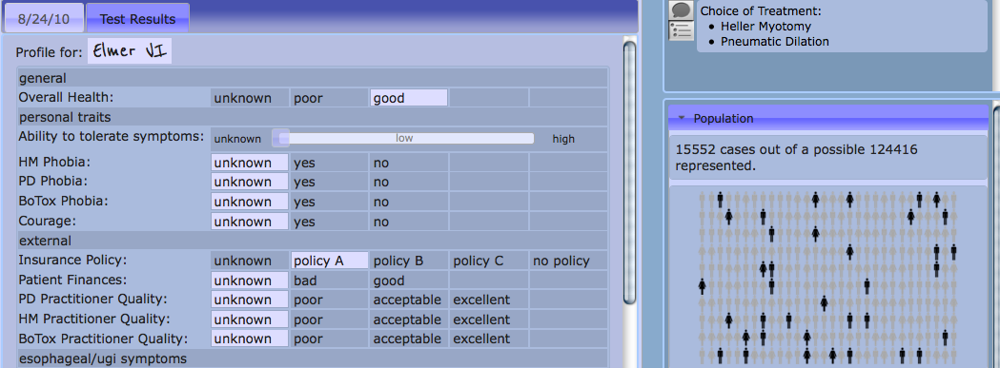 8/24/10 Test Results
Profile for: Elmer VI
general
Overall Health: unknown poor good
personal traits
Ability to tolerate symptoms: unknown low high
HM Phobia: unknown yes no
PD Phobia: unknown yes no
BoTox Phobia: unknown yes no
Courage: unknown yes no
external
Insurance Policy: unknown policy A policy B policy C no policy
Patient Finances: unknown bad good
PD Practitioner Quality: unknown poor acceptable excellent
HM Practitioner Quality: unknown poor acceptable excellent
BoTox Practitioner Quality: unknown poor acceptable excellent
esophageal/ugi symptoms
Choice of Treatment:
• Heller Myotomy
• Pneumatic Dilation
Population
15552 cases out of a possible 124416
represented.